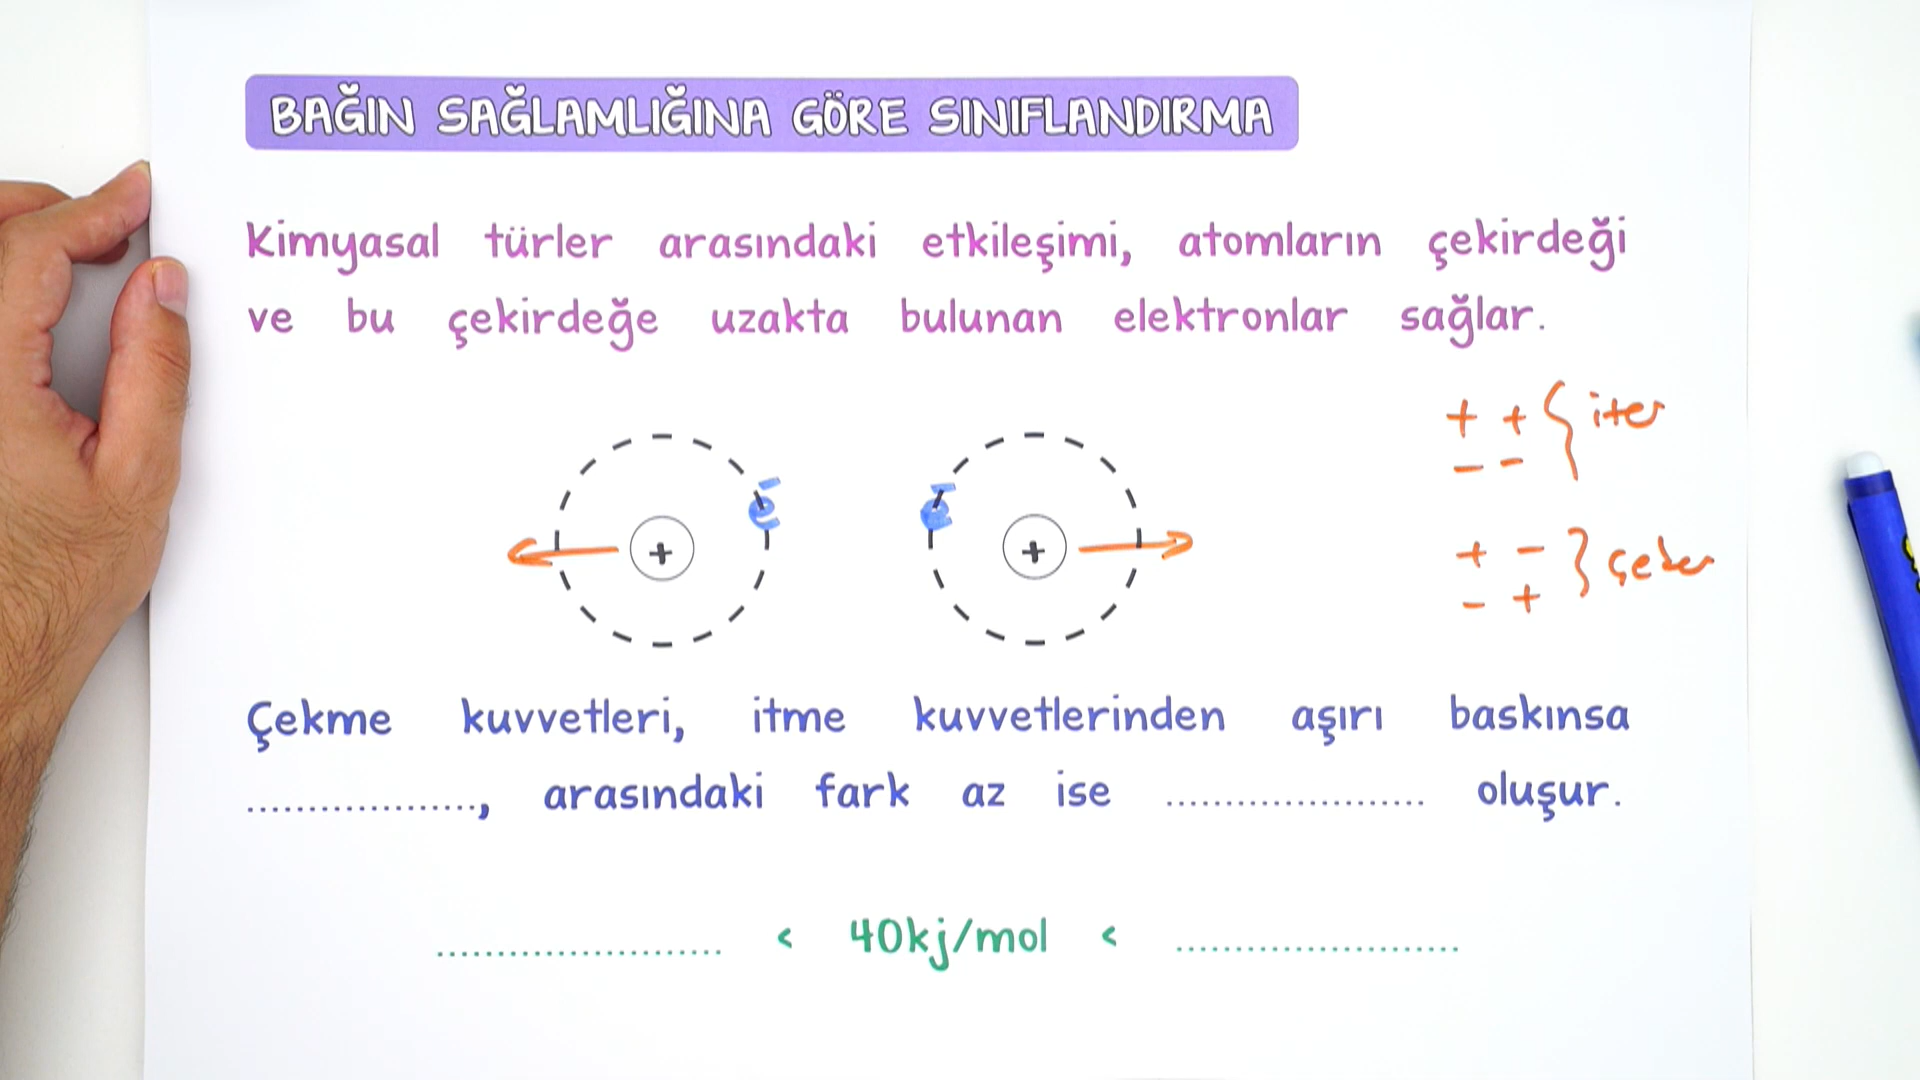 BAĞIN SAĞLAMLIĞINA GÖRE SINIFLANDIRMA
Kimyasal türler arasındaki etkileşimi, atomların çekirdeği
ve bu çekirdeğe uzakta bulunan elektronlar sağlar.
+ + } iter
- -
e- e-
+ +
+ - } çeker
- +
Çekme kuvvetleri, itme kuvvetlerinden aşırı baskınsa
...................., arasındaki fark az ise ...................... oluşur.
........................ < 40kj/mol < ........................